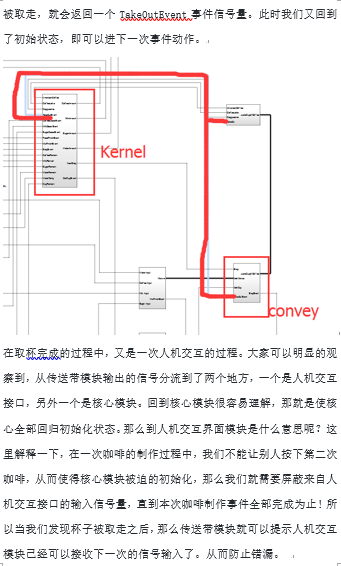 被取走，就会返回一个 TakeOutEvent 事件信号量。此时我们又回到
了初始状态，即可以进下一次事件动作。
Kernel
convey
在取杯完成的过程中，又是一次人机交互的过程。大家可以明显的观
察到，从传送带模块输出的信号分流到了两个地方，一个是人机交互
接口，另外一个是核心模块。回到核心模块很容易理解，那就是使核
心全部回归初始化状态。那么到人机交互界面模块是什么意思呢？这
里解释一下，在一次咖啡的制作过程中，我们不能让别人按下第二次
咖啡，从而使得核心模块被迫的初始化，那么我们就需要屏蔽来自人
机交互接口的输入信号量，直到本次咖啡制作事件全部完成为止！所
以当我们发现杯子被取走之后，那么传送带模块就可以提示人机交互
模块已经可以接收下一次的信号输入了。从而防止错漏。